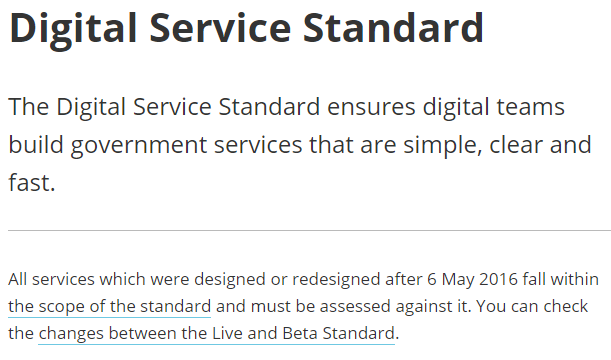 Digital Service Standard
The Digital Service Standard ensures digital teams
build government services that are simple, clear and
fast.
All services which were designed or redesigned after 6 May 2016 fall within
the scope of the standard and must be assessed against it. You can check
the changes between the Live and Beta Standard.